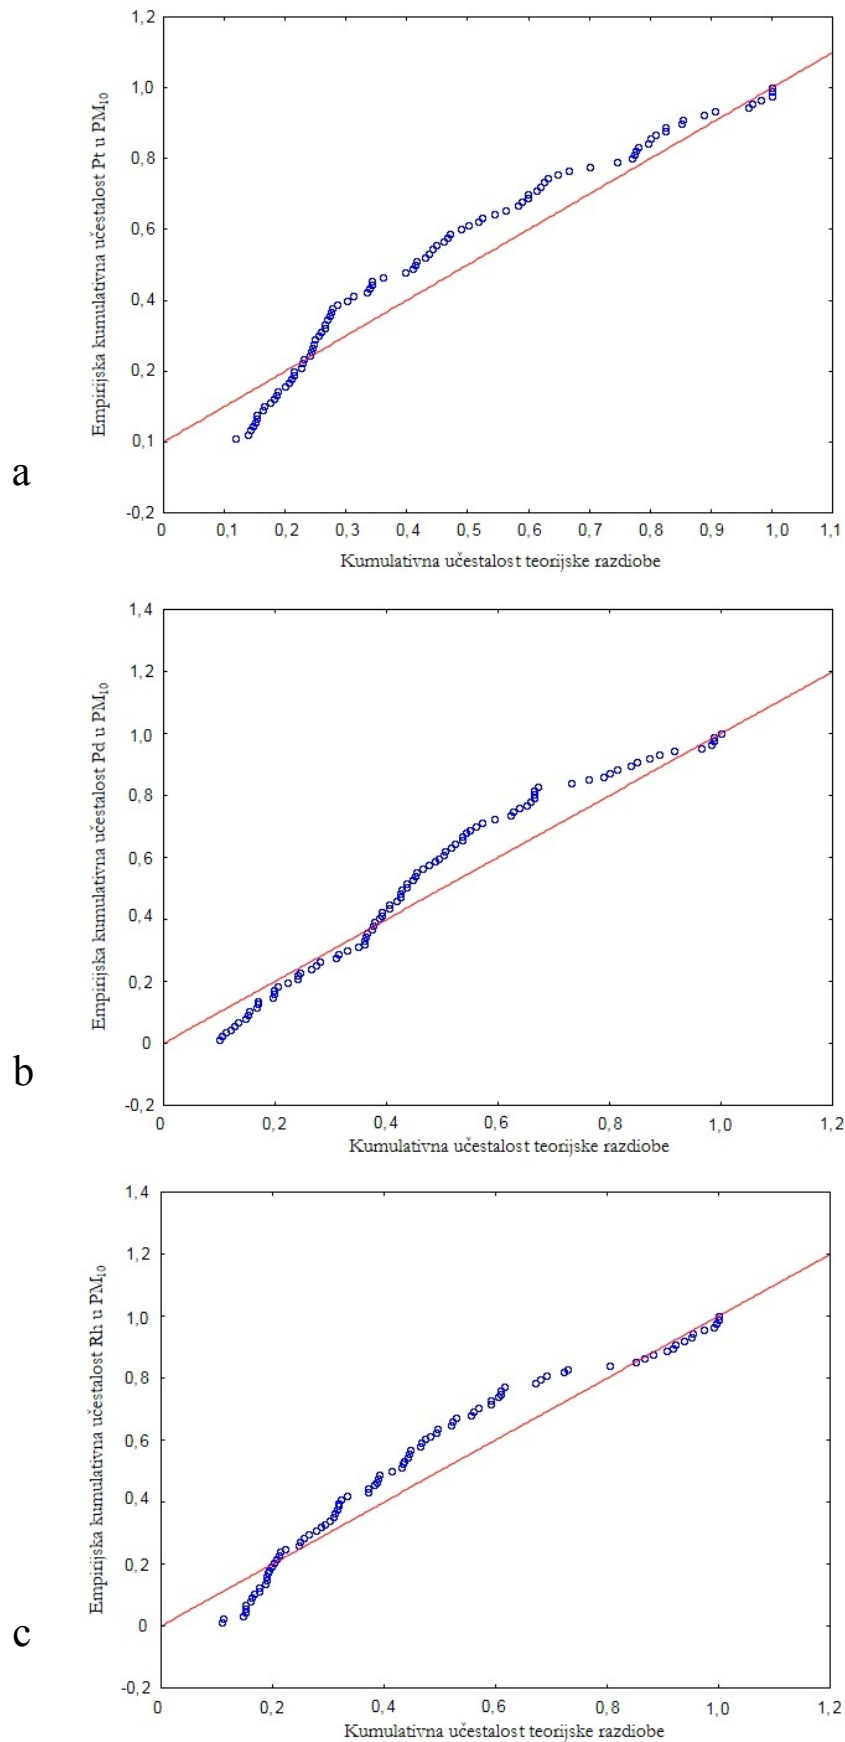 1,2
1,0
0,8
0,6
0,4
0,2
0,1
-0,2
Empirijska kumulativna učestalost Pt u PM10
a
0 0,1 0,2 0,3 0,4 0,5 0,6 0,7 0,8 0,9 1,0 1,1
Kumulativna učestalost teorijske razdiobe
1,4
1,2
1,0
0,8
0,6
0,4
0,2
0
-0,2
Empirijska kumulativna učestalost Pd u PM10
b
0 0,2 0,4 0,6 0,8 1,0 1,2
Kumulativna učestalost teorijske razdiobe
1,4
1,2
1,0
0,8
0,6
0,4
0,2
0
-0,2
Empirijska kumulativna učestalost Rh u PM10
c
0 0,2 0,4 0,6 0,8 1,0 1,2
Kumulativna učestalost teorijske razdiobe